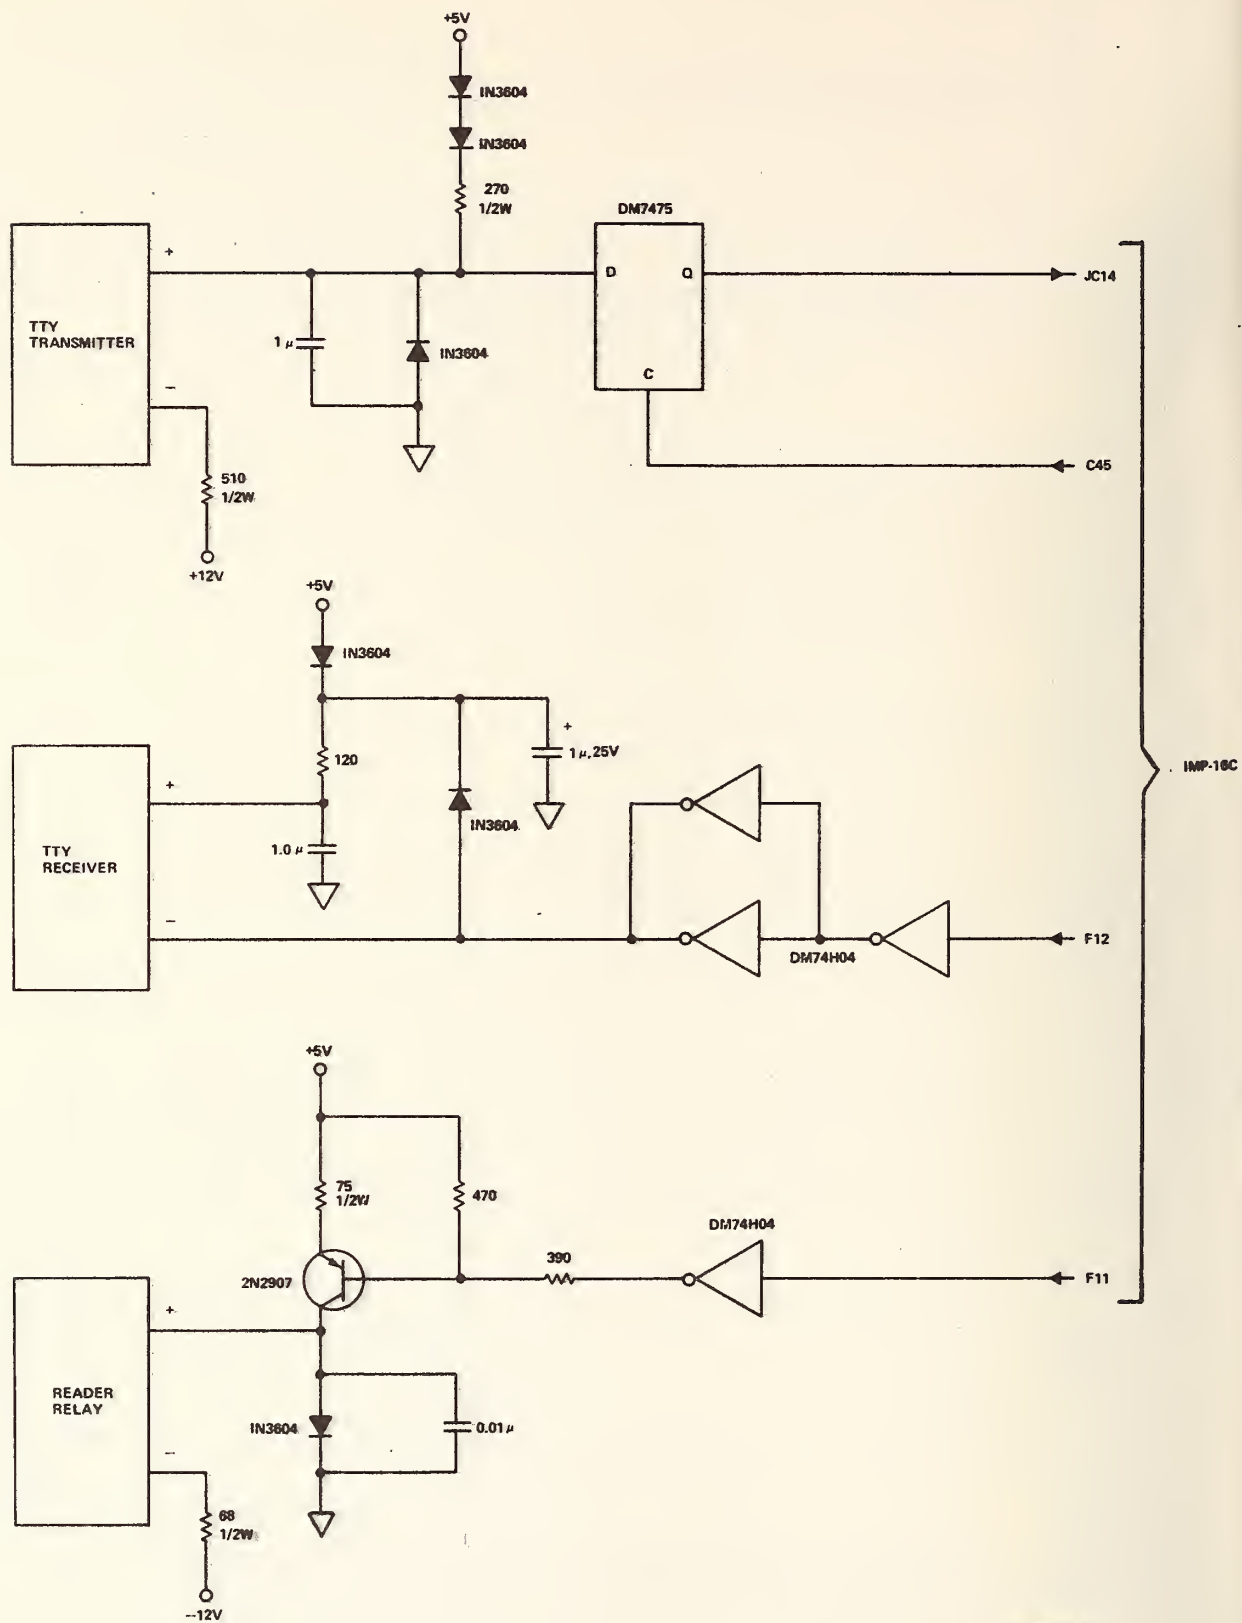 +5V
IN3604
IN3604
270
1/2W
DM7475
+
D
Q
JC14
TTY
TRANSMITTER
1 μ
IN3604
C
–
C45
510
1/2W
+12V
+5V
IN3604
+
1 μ, 25V
120
+
IN3604
IMP-16C
TTY
RECEIVER
1.0 μ
–
DM74H04
F12
+5V
75
1/2W
470
DM74H04
390
2N2907
F11
+
READER
RELAY
IN3604
0.01 μ
–
68
1/2W
–12V